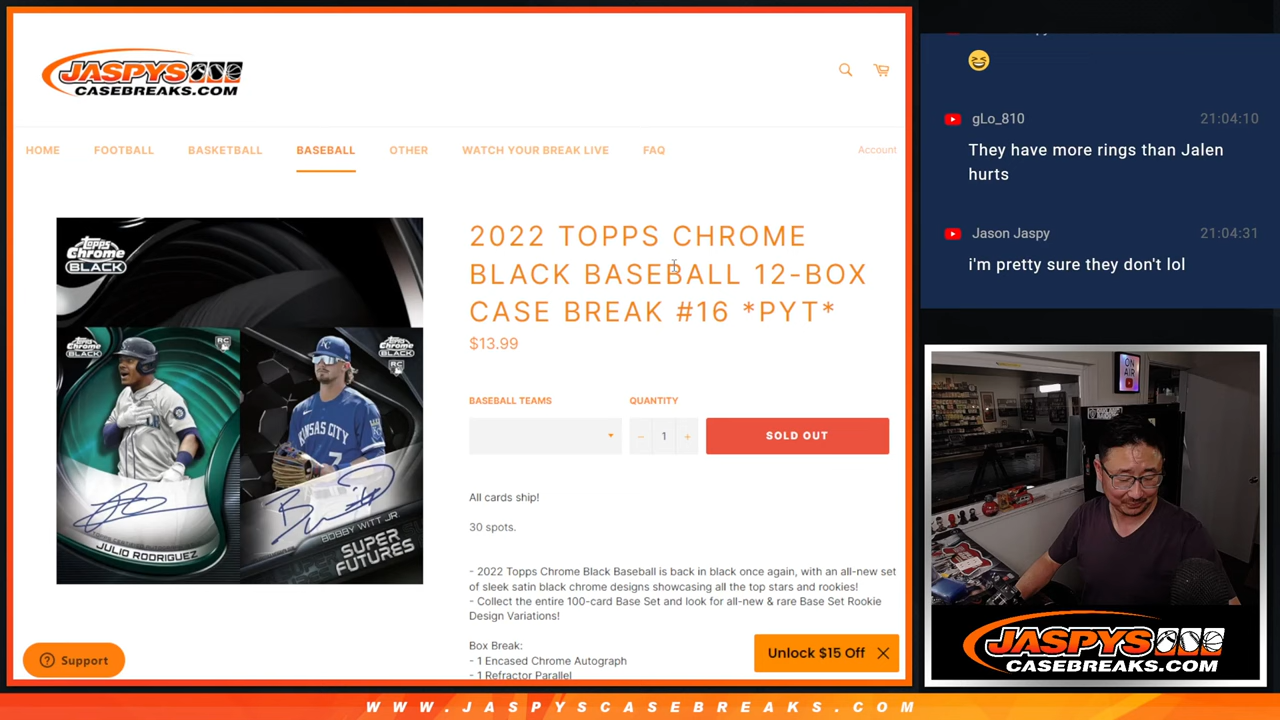 JASPYS
CASEBREAKS.COM
HOME FOOTBALL BASKETBALL BASEBALL OTHER WATCH YOUR BREAK LIVE FAQ Account
Topps
Chrome
BLACK
Topps
Chrome
BLACK
RC
JULIO RODRIGUEZ
Topps
Chrome
BLACK
RC
KANSAS CITY
7
BOBBY WITT JR.
SUPER
FUTURES
2022 TOPPS CHROME
BLACK BASEBALL 12-BOX
CASE BREAK #16 *PYT*
$13.99
BASEBALL TEAMS QUANTITY
− 1 + SOLD OUT
All cards ship!
30 spots.
- 2022 Topps Chrome Black Baseball is back in black once again, with an all-new set
of sleek satin black chrome designs showcasing all the top stars and rookies!
- Collect the entire 100-card Base Set and look for all-new & rare Base Set Rookie
Design Variations!
Box Break:
- 1 Encased Chrome Autograph
- 1 Refractor Parallel
Support
Unlock $15 Off
😆
gLo_810 21:04:10
They have more rings than Jalen
hurts
Jason Jaspy 21:04:31
i'm pretty sure they don't lol
ON
AIR
JASPYS
CASEBREAKS.COM
WWW.JASPYSCASEBREAKS.COM